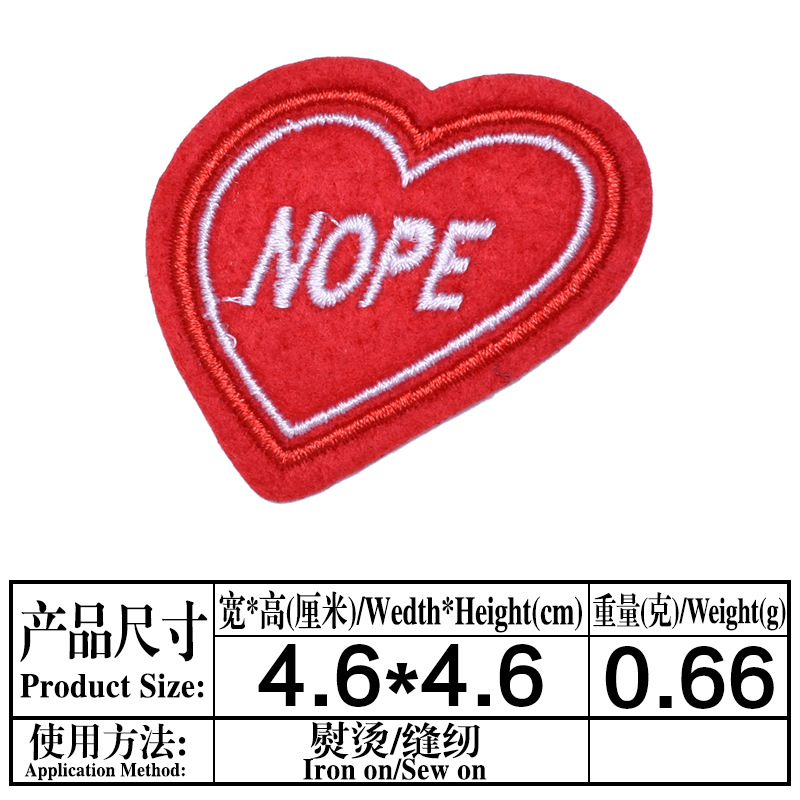 NOPE
产品尺寸
Product Size:
宽*高(厘米)/Wedth*Height(cm)
重量(克)/Weight(g)
4.6*4.6
0.66
使用方法:
Application Method:
熨烫/缝纫
Iron on/Sew on